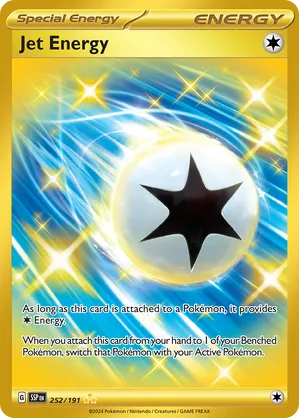 Special Energy ENERGY
Jet Energy
As long as this card is attached to a Pokémon, it provides
Energy.
When you attach this card from your hand to 1 of your Benched
Pokémon, switch that Pokémon with your Active Pokémon.
G SSP EN 252/191
©2024 Pokémon / Nintendo / Creatures / GAME FREAK